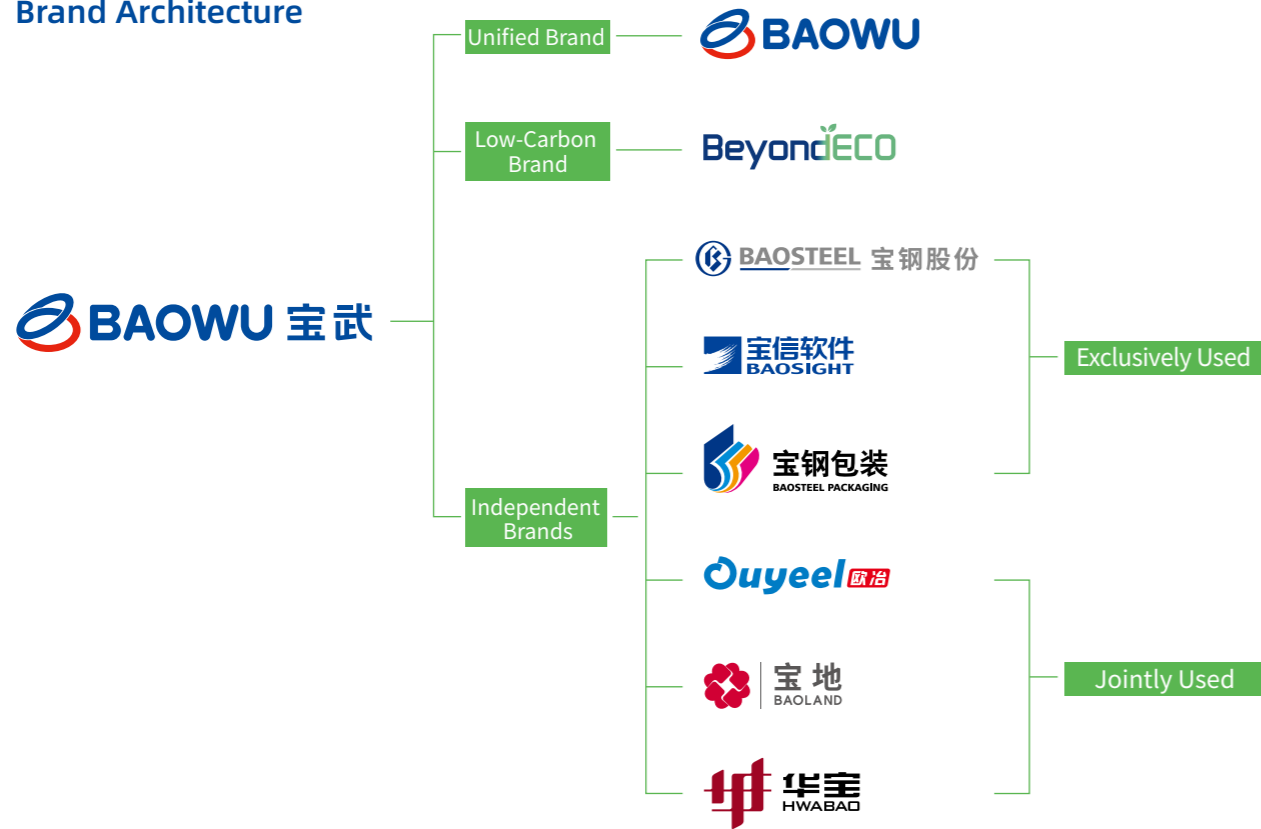 Brand Architecture
Unified Brand
BAOWU
Low-Carbon
Brand
BeyondECO
BAOSTEEL 宝钢股份
BAOWU 宝武
宝信软件
BAOSIGHT
Exclusively Used
宝钢包装
BAOSTEEL PACKAGING
Independent
Brands
Ouyeel 欧冶
宝地
BAOLAND
Jointly Used
华宝
HWABAO